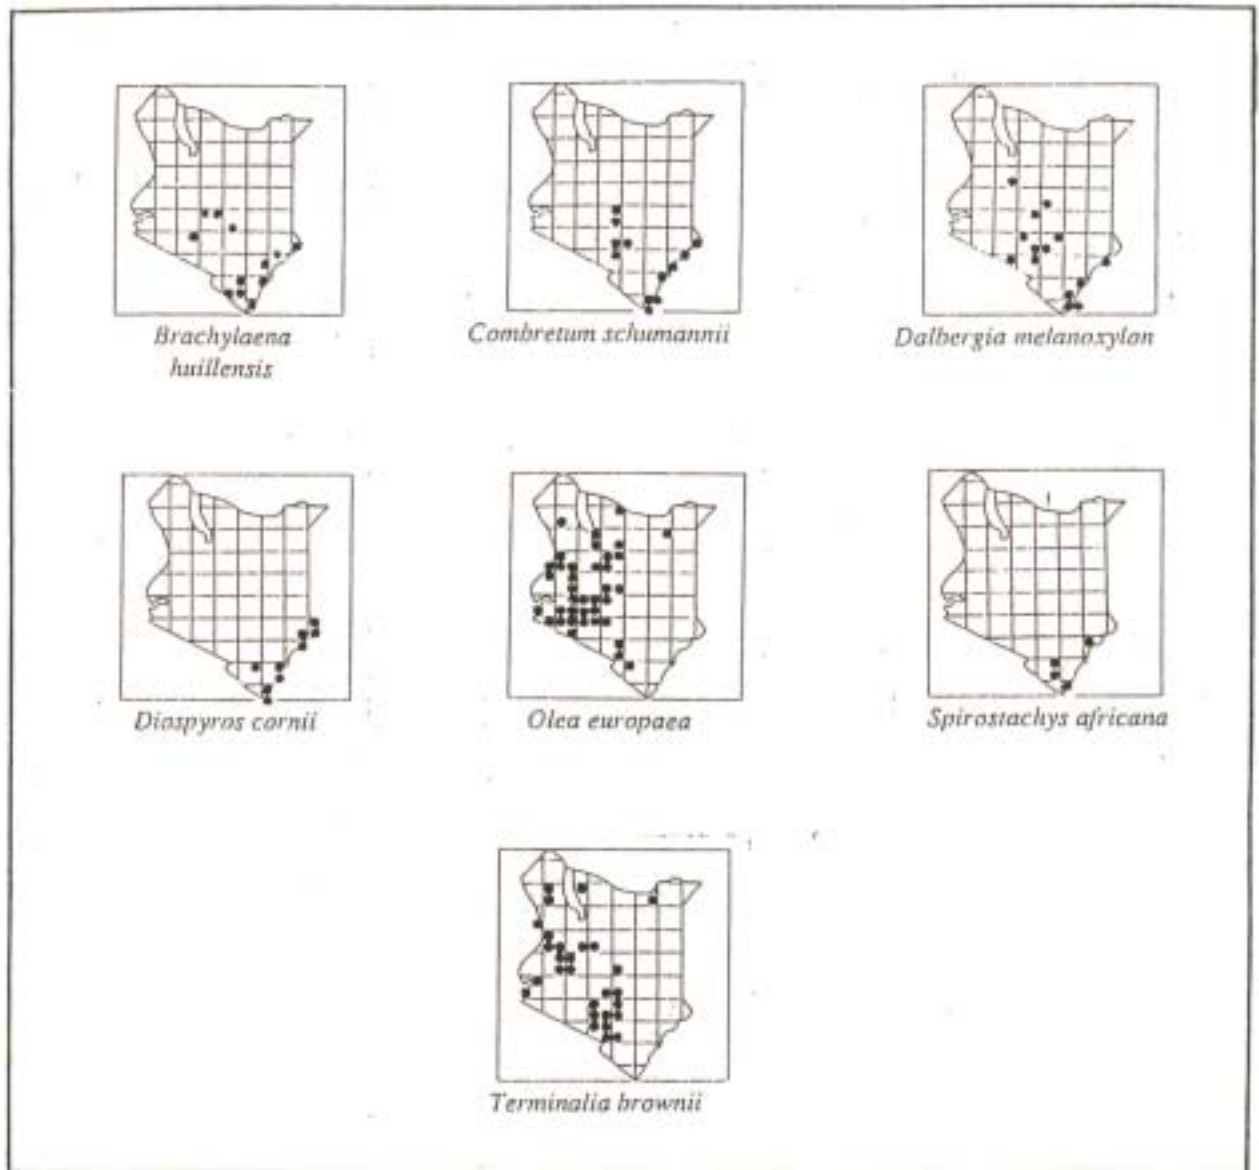 Brachylaena
huillensis
Combretum schumannii
Dalbergia melanoxylon
Diospyros cornii
Olea europaea
Spirostachys africana
Terminalia brownii